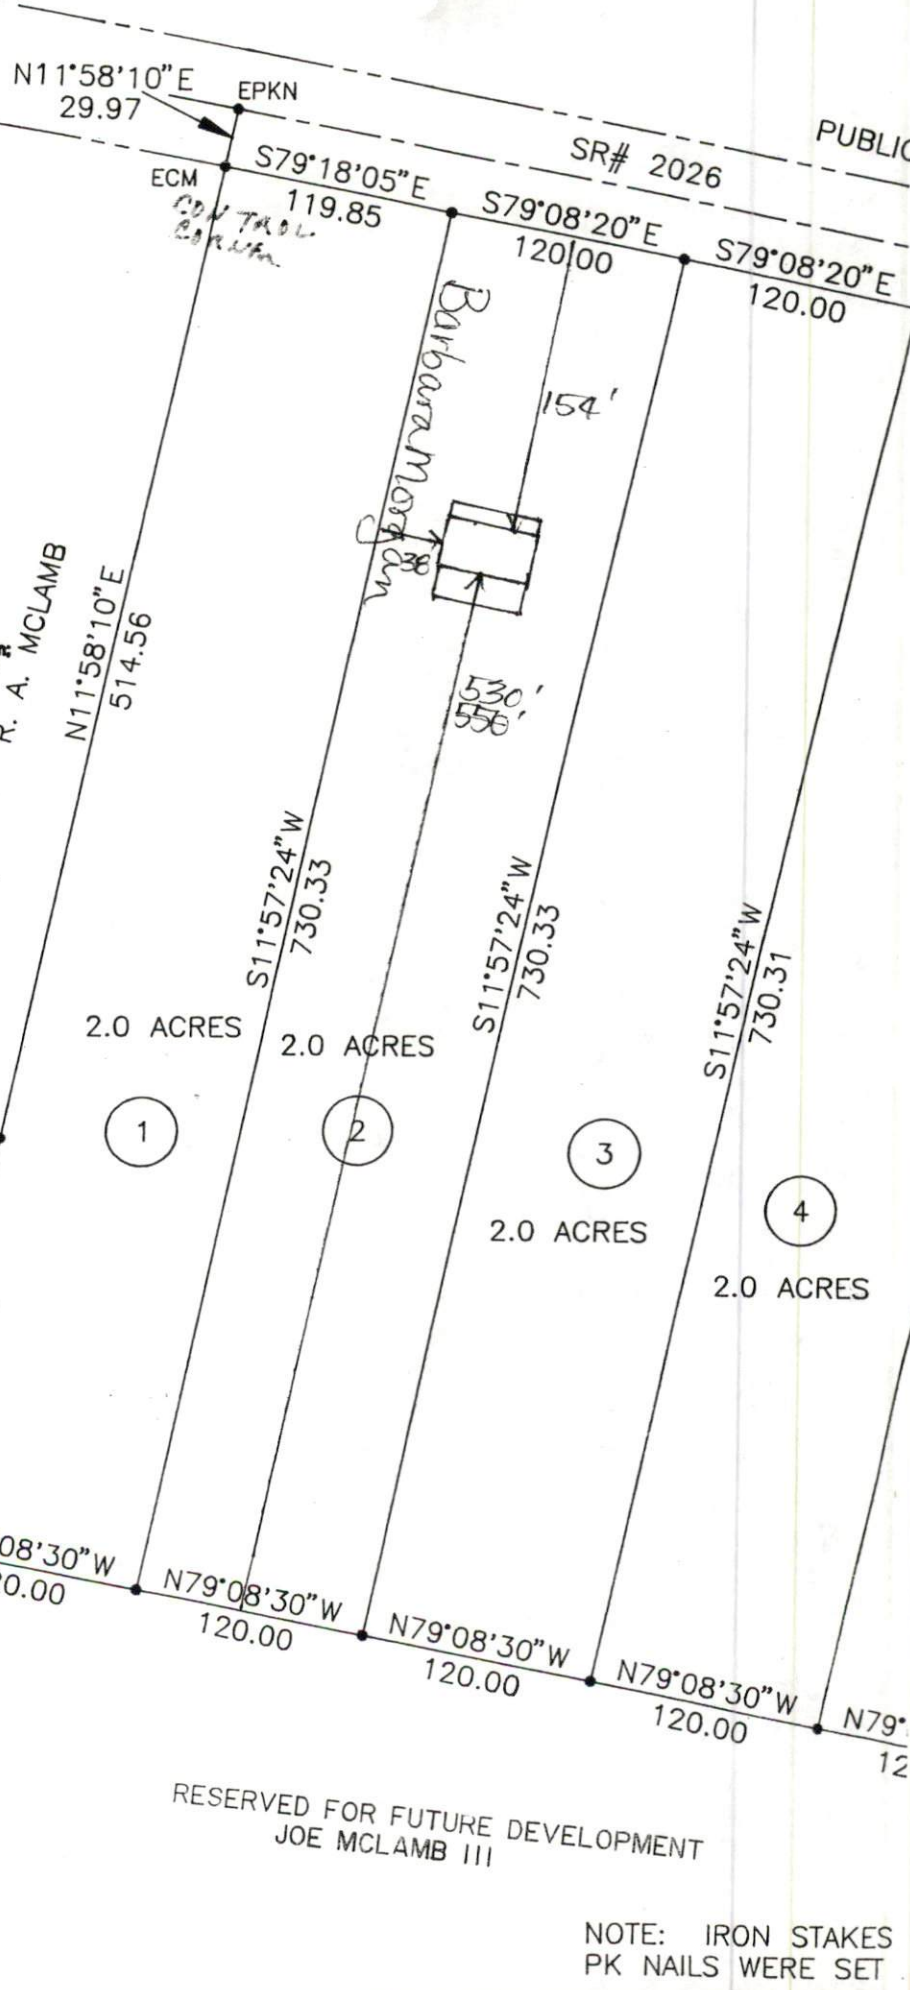 N11°58'10"E
29.97
EPKN
SR# 2026
PUBLIC
ECM
CONTROL
CORNER
S79°18'05"E
119.85
S79°08'20"E
120.00
S79°08'20"E
120.00
Barbara Morgan
154'
38
R. A. MCLAMB
N11°58'10"E
514.56
530'
550'
S11°57'24"W
730.33
S11°57'24"W
730.33
S11°57'24"W
730.31
2.0 ACRES
2.0 ACRES
1
2
3
2.0 ACRES
4
2.0 ACRES
08'30"W
0.00
N79°08'30"W
120.00
N79°08'30"W
120.00
N79°08'30"W
120.00
N79°
12
RESERVED FOR FUTURE DEVELOPMENT
JOE MCLAMB III
NOTE: IRON STAKES
PK NAILS WERE SET